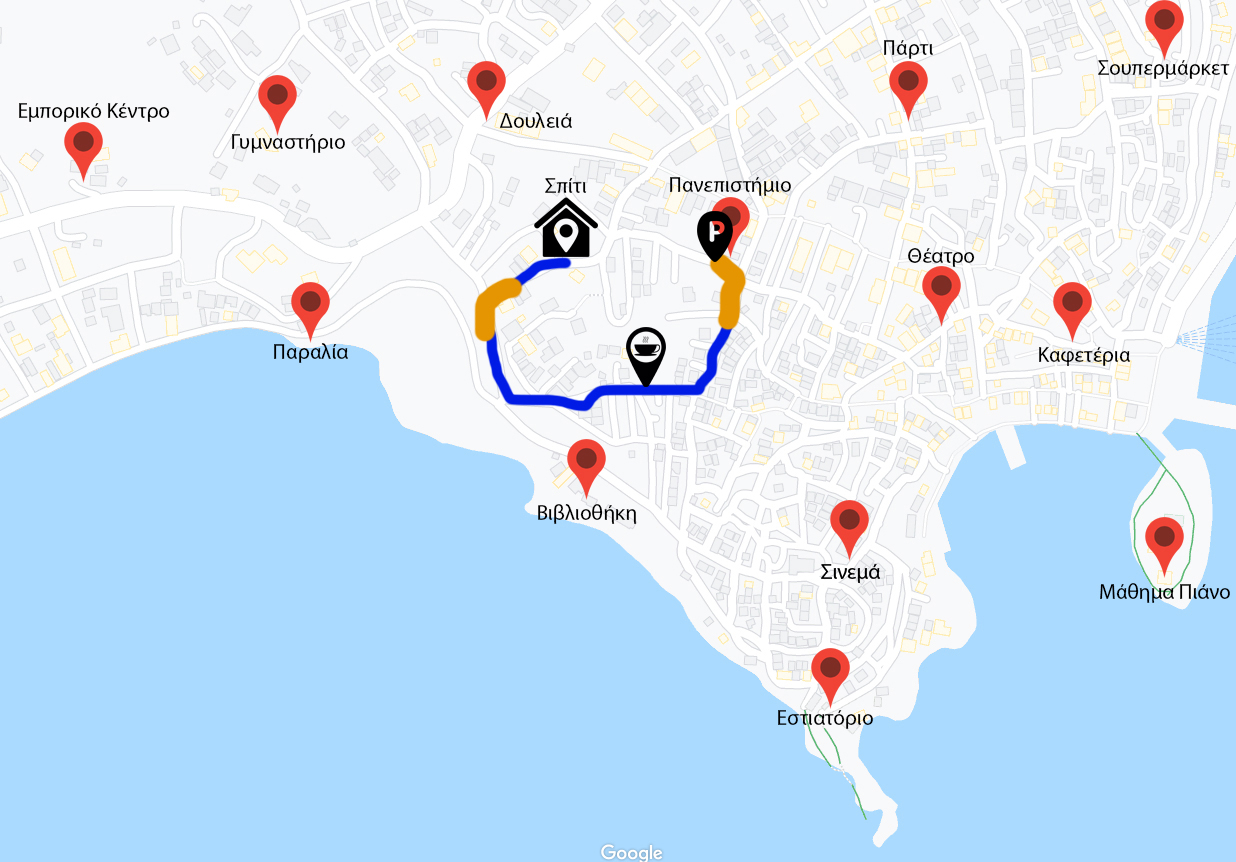 Πάρτι
Σουπερμάρκετ
Εμπορικό Κέντρο
Γυμναστήριο
Δουλειά
Σπίτι
Πανεπιστήμιο
P
Θέατρο
Παραλία
Καφετέρια
Βιβλιοθήκη
Σινεμά
Μάθημα Πιάνο
Εστιατόριο
Google